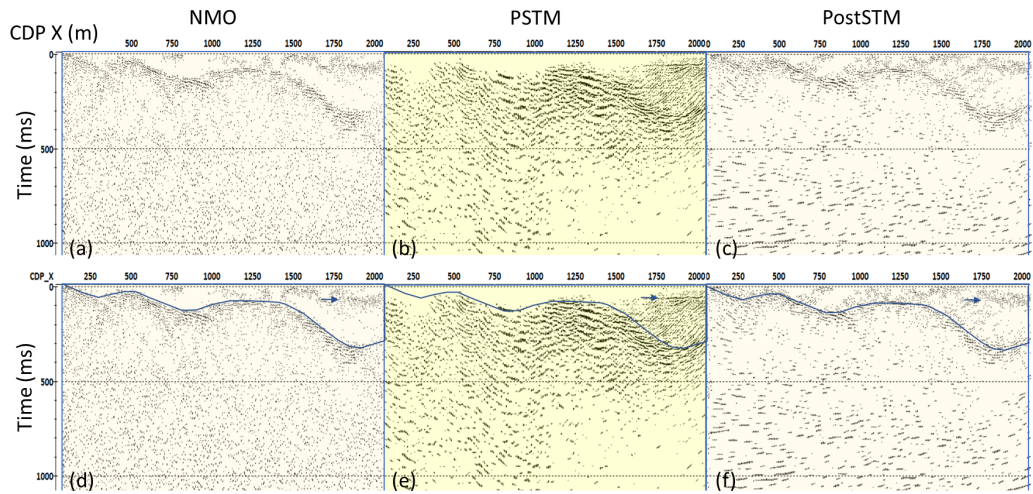 NMO PSTM PostSTM
CDP X (m) 500 750 1000 1250 1500 1750 2000 250 500 750 1000 1250 1500 1750 2000 250 500 750 1000 1250 1500 1750 2000
0
500
Time (ms)
1000
(a) (b) (c)
CDP_X 250 500 750 1000 1250 1500 1750 2000 250 500 750 1000 1250 1500 1750 2000 250 500 750 1000 1250 1500 1750 2000
0
500
Time (ms)
1000
(d) (e) (f)